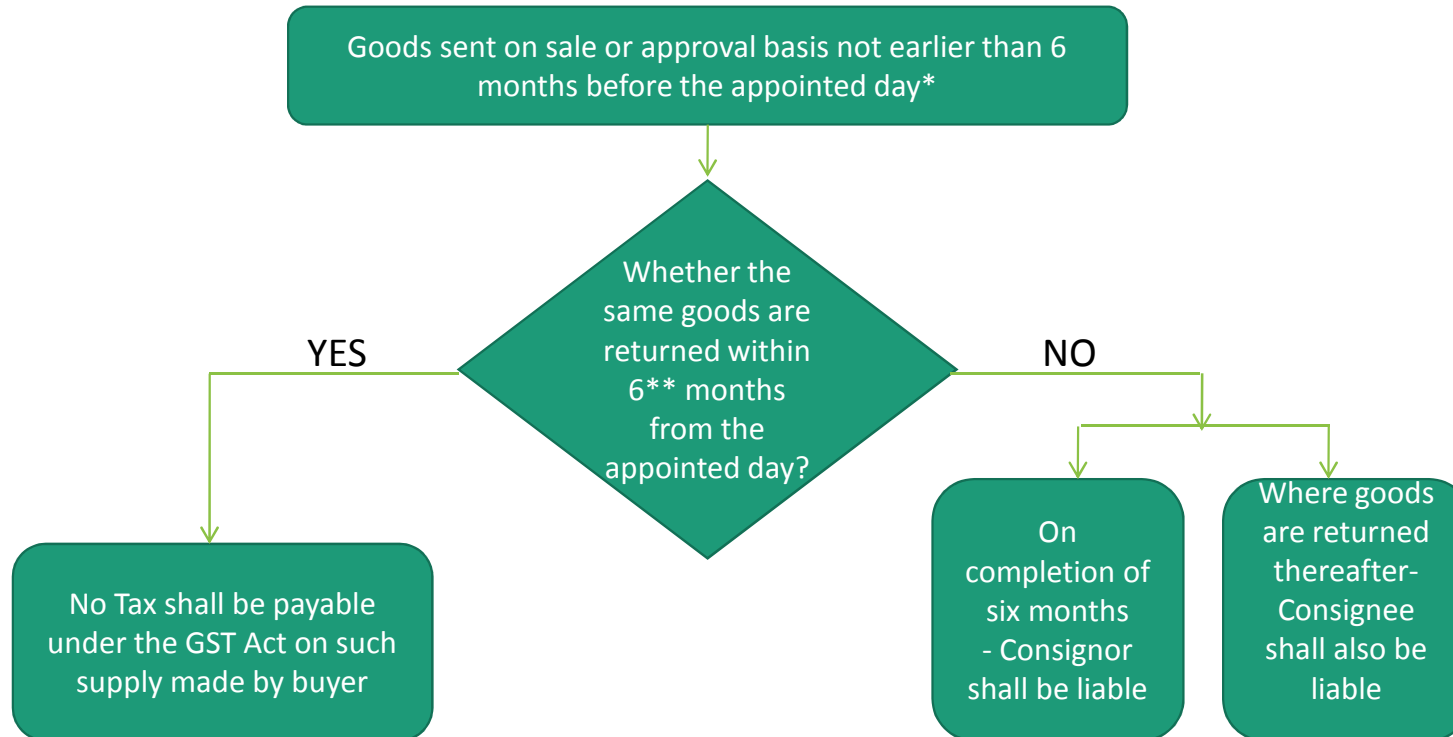 Goods sent on sale or approval basis not earlier than 6
months before the appointed day*
Whether the
same goods are
returned within
6** months
from the
appointed day?
YES
NO
No Tax shall be payable
under the GST Act on such
supply made by buyer
On
completion of
six months
- Consignor
shall be liable
Where goods
are returned
thereafter-
Consignee
shall also be
liable